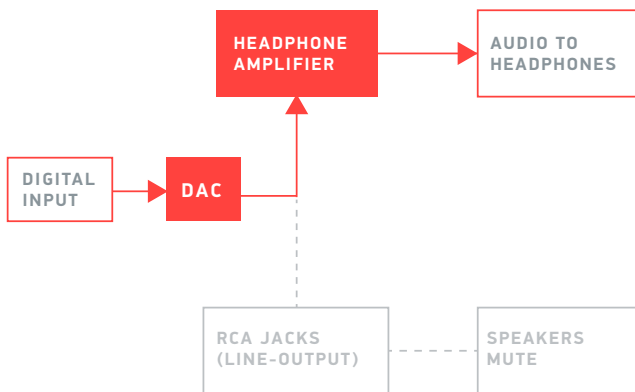 HEADPHONE
AMPLIFIER
AUDIO TO
HEADPHONES
DIGITAL
INPUT
DAC
RCA JACKS
(LINE-OUTPUT)
SPEAKERS
MUTE